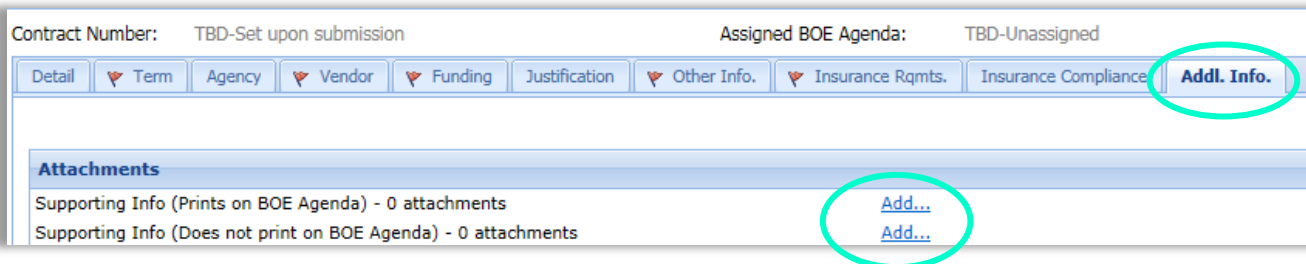 Contract Number: TBD-Set upon submission Assigned BOE Agenda: TBD-Unassigned
Detail Term Agency Vendor Funding Justification Other Info. Insurance Rqmts. Insurance Compliance Addl. Info.
Attachments
Supporting Info (Prints on BOE Agenda) - 0 attachments Add...
Supporting Info (Does not print on BOE Agenda) - 0 attachments Add...